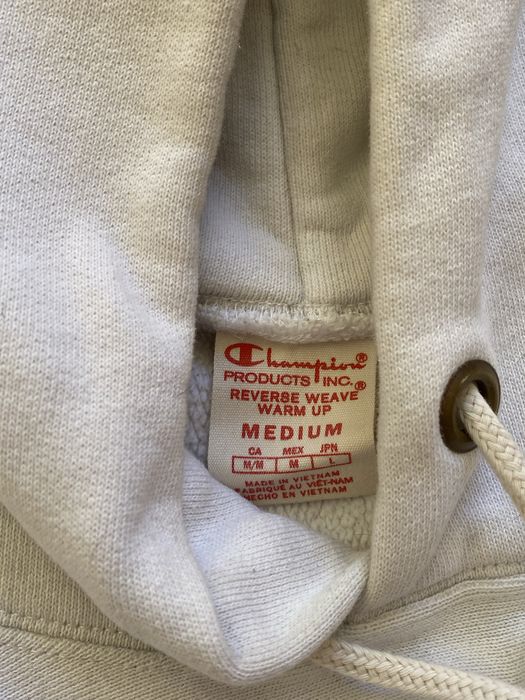 Champion®
PRODUCTS INC.®
REVERSE WEAVE
WARM UP
MEDIUM
CA MEX JPN
M/M M L
MADE IN VIETNAM
FABRIQUÉ AU VIÊT-NAM
HECHO EN VIETNAM